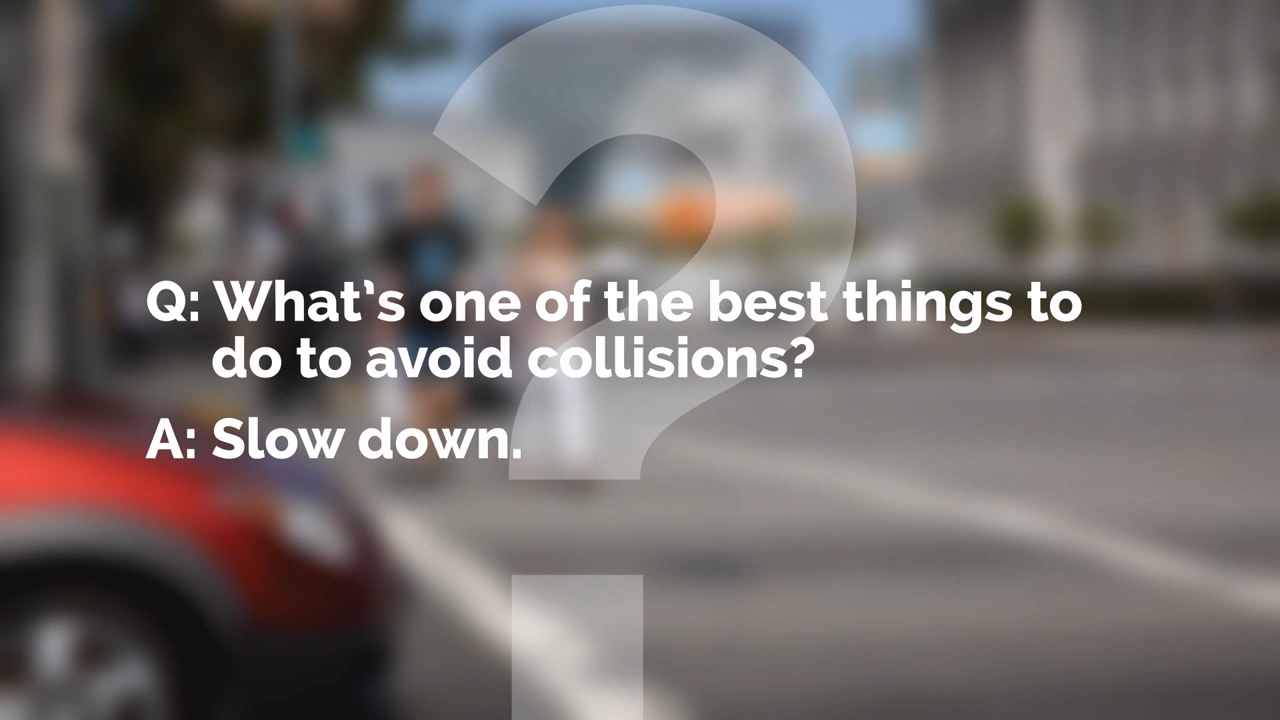 Q: What’s one of the best things to
do to avoid collisions?
A: Slow down.